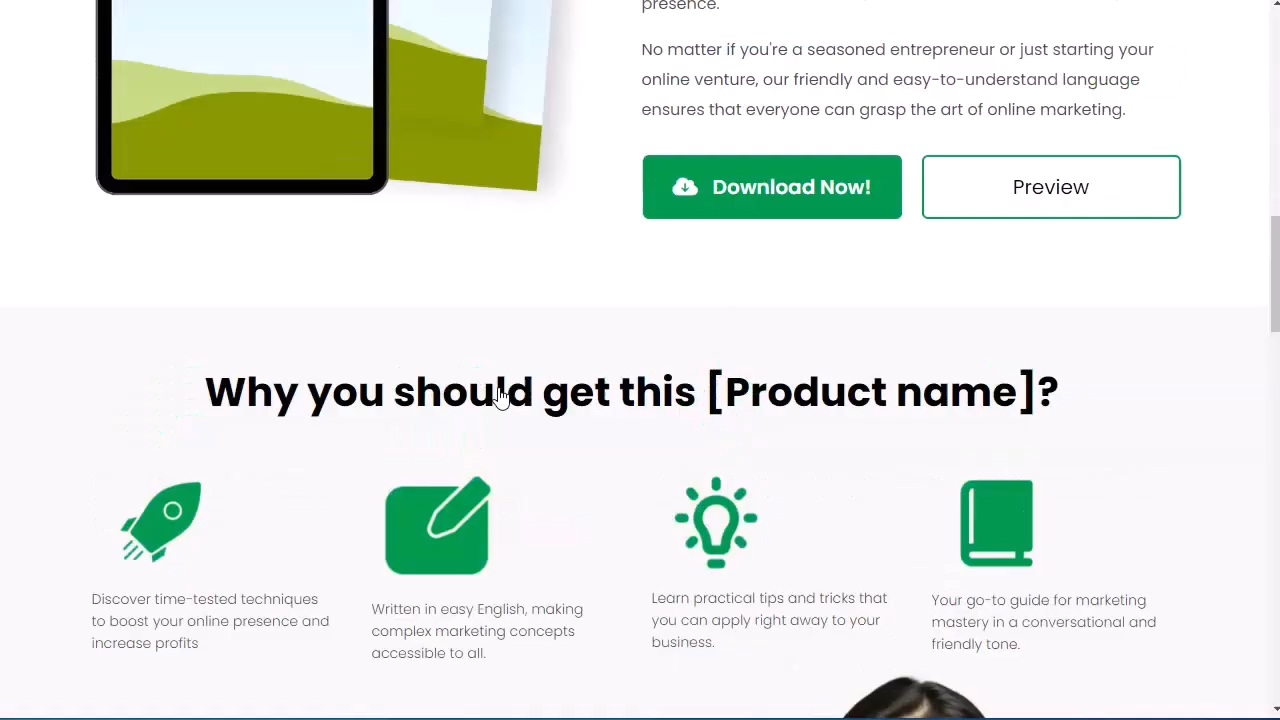 presence.
No matter if you're a seasoned entrepreneur or just starting your
online venture, our friendly and easy-to-understand language
ensures that everyone can grasp the art of online marketing.
Download Now!
Preview
Why you should get this [Product name]?
Discover time-tested techniques
to boost your online presence and
increase profits
Written in easy English, making
complex marketing concepts
accessible to all.
Learn practical tips and tricks that
you can apply right away to your
business.
Your go-to guide for marketing
mastery in a conversational and
friendly tone.